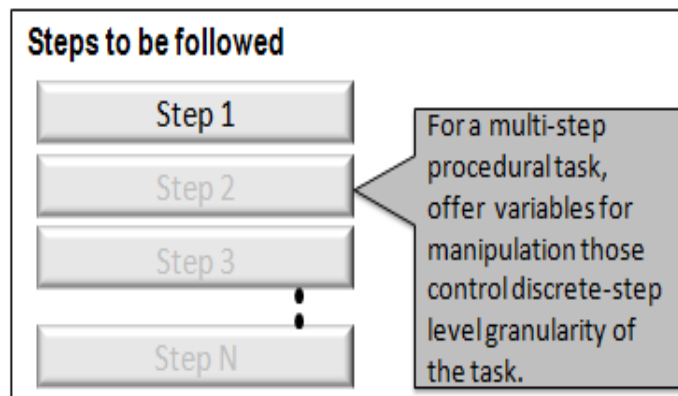 Steps to be followed
Step 1
Step 2
Step 3
Step N
For a multi-step
procedural task,
offer variables for
manipulation those
control discrete-step
level granularity of
the task.